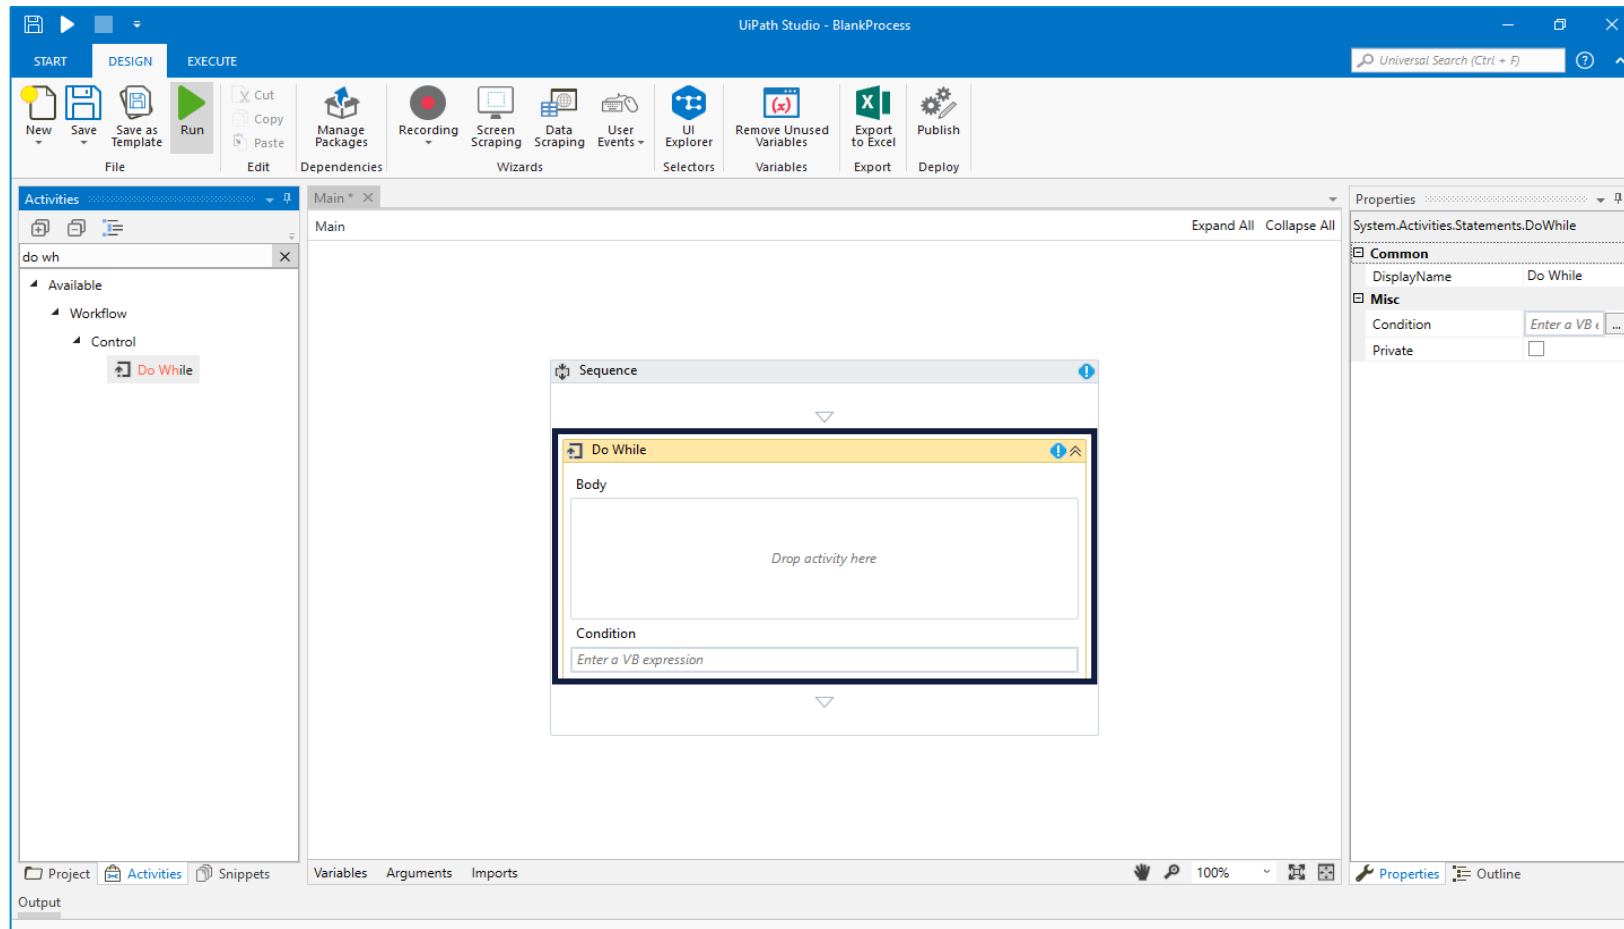 UiPath Studio - BlankProcess
START DESIGN EXECUTE
Universal Search (Ctrl + F)
New Save Save as Template Run
Cut
Copy
Paste
Manage Packages
Recording Screen Scraping Data Scraping User Events
UI Explorer
Remove Unused Variables
Export to Excel
Publish
File Edit Dependencies Wizards Selectors Variables Export Deploy
Activities
Main *
Properties
Main
Expand All Collapse All
System.Activities.Statements.DoWhile
do wh
Common
DisplayName Do While
Misc
Condition Enter a VB e ...
Private
Available
Workflow
Control
Do While
Sequence
Do While
Body
Drop activity here
Condition
Enter a VB expression
Project Activities Snippets
Variables Arguments Imports
100%
Properties Outline
Output